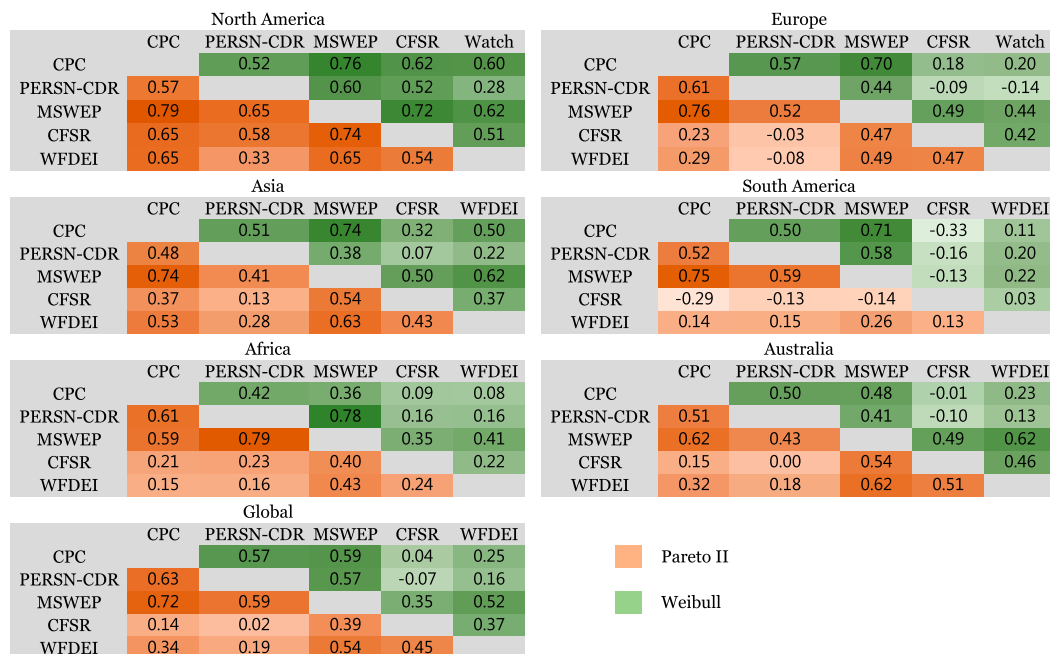 North America
CPC PERSN-CDR MSWEP CFSR Watch
CPC 0.52 0.76 0.62 0.60
PERSN-CDR 0.57 0.60 0.52 0.28
MSWEP 0.79 0.65 0.72 0.62
CFSR 0.65 0.58 0.74 0.51
WFDEI 0.65 0.33 0.65 0.54
Europe
CPC PERSN-CDR MSWEP CFSR Watch
CPC 0.57 0.70 0.18 0.20
PERSN-CDR 0.61 0.44 -0.09 -0.14
MSWEP 0.76 0.52 0.49 0.44
CFSR 0.23 -0.03 0.47 0.42
WFDEI 0.29 -0.08 0.49 0.47
Asia
CPC PERSN-CDR MSWEP CFSR WFDEI
CPC 0.51 0.74 0.32 0.50
PERSN-CDR 0.48 0.38 0.07 0.22
MSWEP 0.74 0.41 0.50 0.62
CFSR 0.37 0.13 0.54 0.37
WFDEI 0.53 0.28 0.63 0.43
South America
CPC PERSN-CDR MSWEP CFSR WFDEI
CPC 0.50 0.71 -0.33 0.11
PERSN-CDR 0.52 0.58 -0.16 0.20
MSWEP 0.75 0.59 -0.13 0.22
CFSR -0.29 -0.13 -0.14 0.03
WFDEI 0.14 0.15 0.26 0.13
Africa
CPC PERSN-CDR MSWEP CFSR WFDEI
CPC 0.42 0.36 0.09 0.08
PERSN-CDR 0.61 0.78 0.16 0.16
MSWEP 0.59 0.79 0.35 0.41
CFSR 0.21 0.23 0.40 0.22
WFDEI 0.15 0.16 0.43 0.24
Australia
CPC PERSN-CDR MSWEP CFSR WFDEI
CPC 0.50 0.48 -0.01 0.23
PERSN-CDR 0.51 0.41 -0.10 0.13
MSWEP 0.62 0.43 0.49 0.62
CFSR 0.15 0.00 0.54 0.46
WFDEI 0.32 0.18 0.62 0.51
Global
CPC PERSN-CDR MSWEP CFSR WFDEI
CPC 0.57 0.59 0.04 0.25
PERSN-CDR 0.63 0.57 -0.07 0.16
MSWEP 0.72 0.59 0.35 0.52
CFSR 0.14 0.02 0.39 0.37
WFDEI 0.34 0.19 0.54 0.45
Pareto II
Weibull